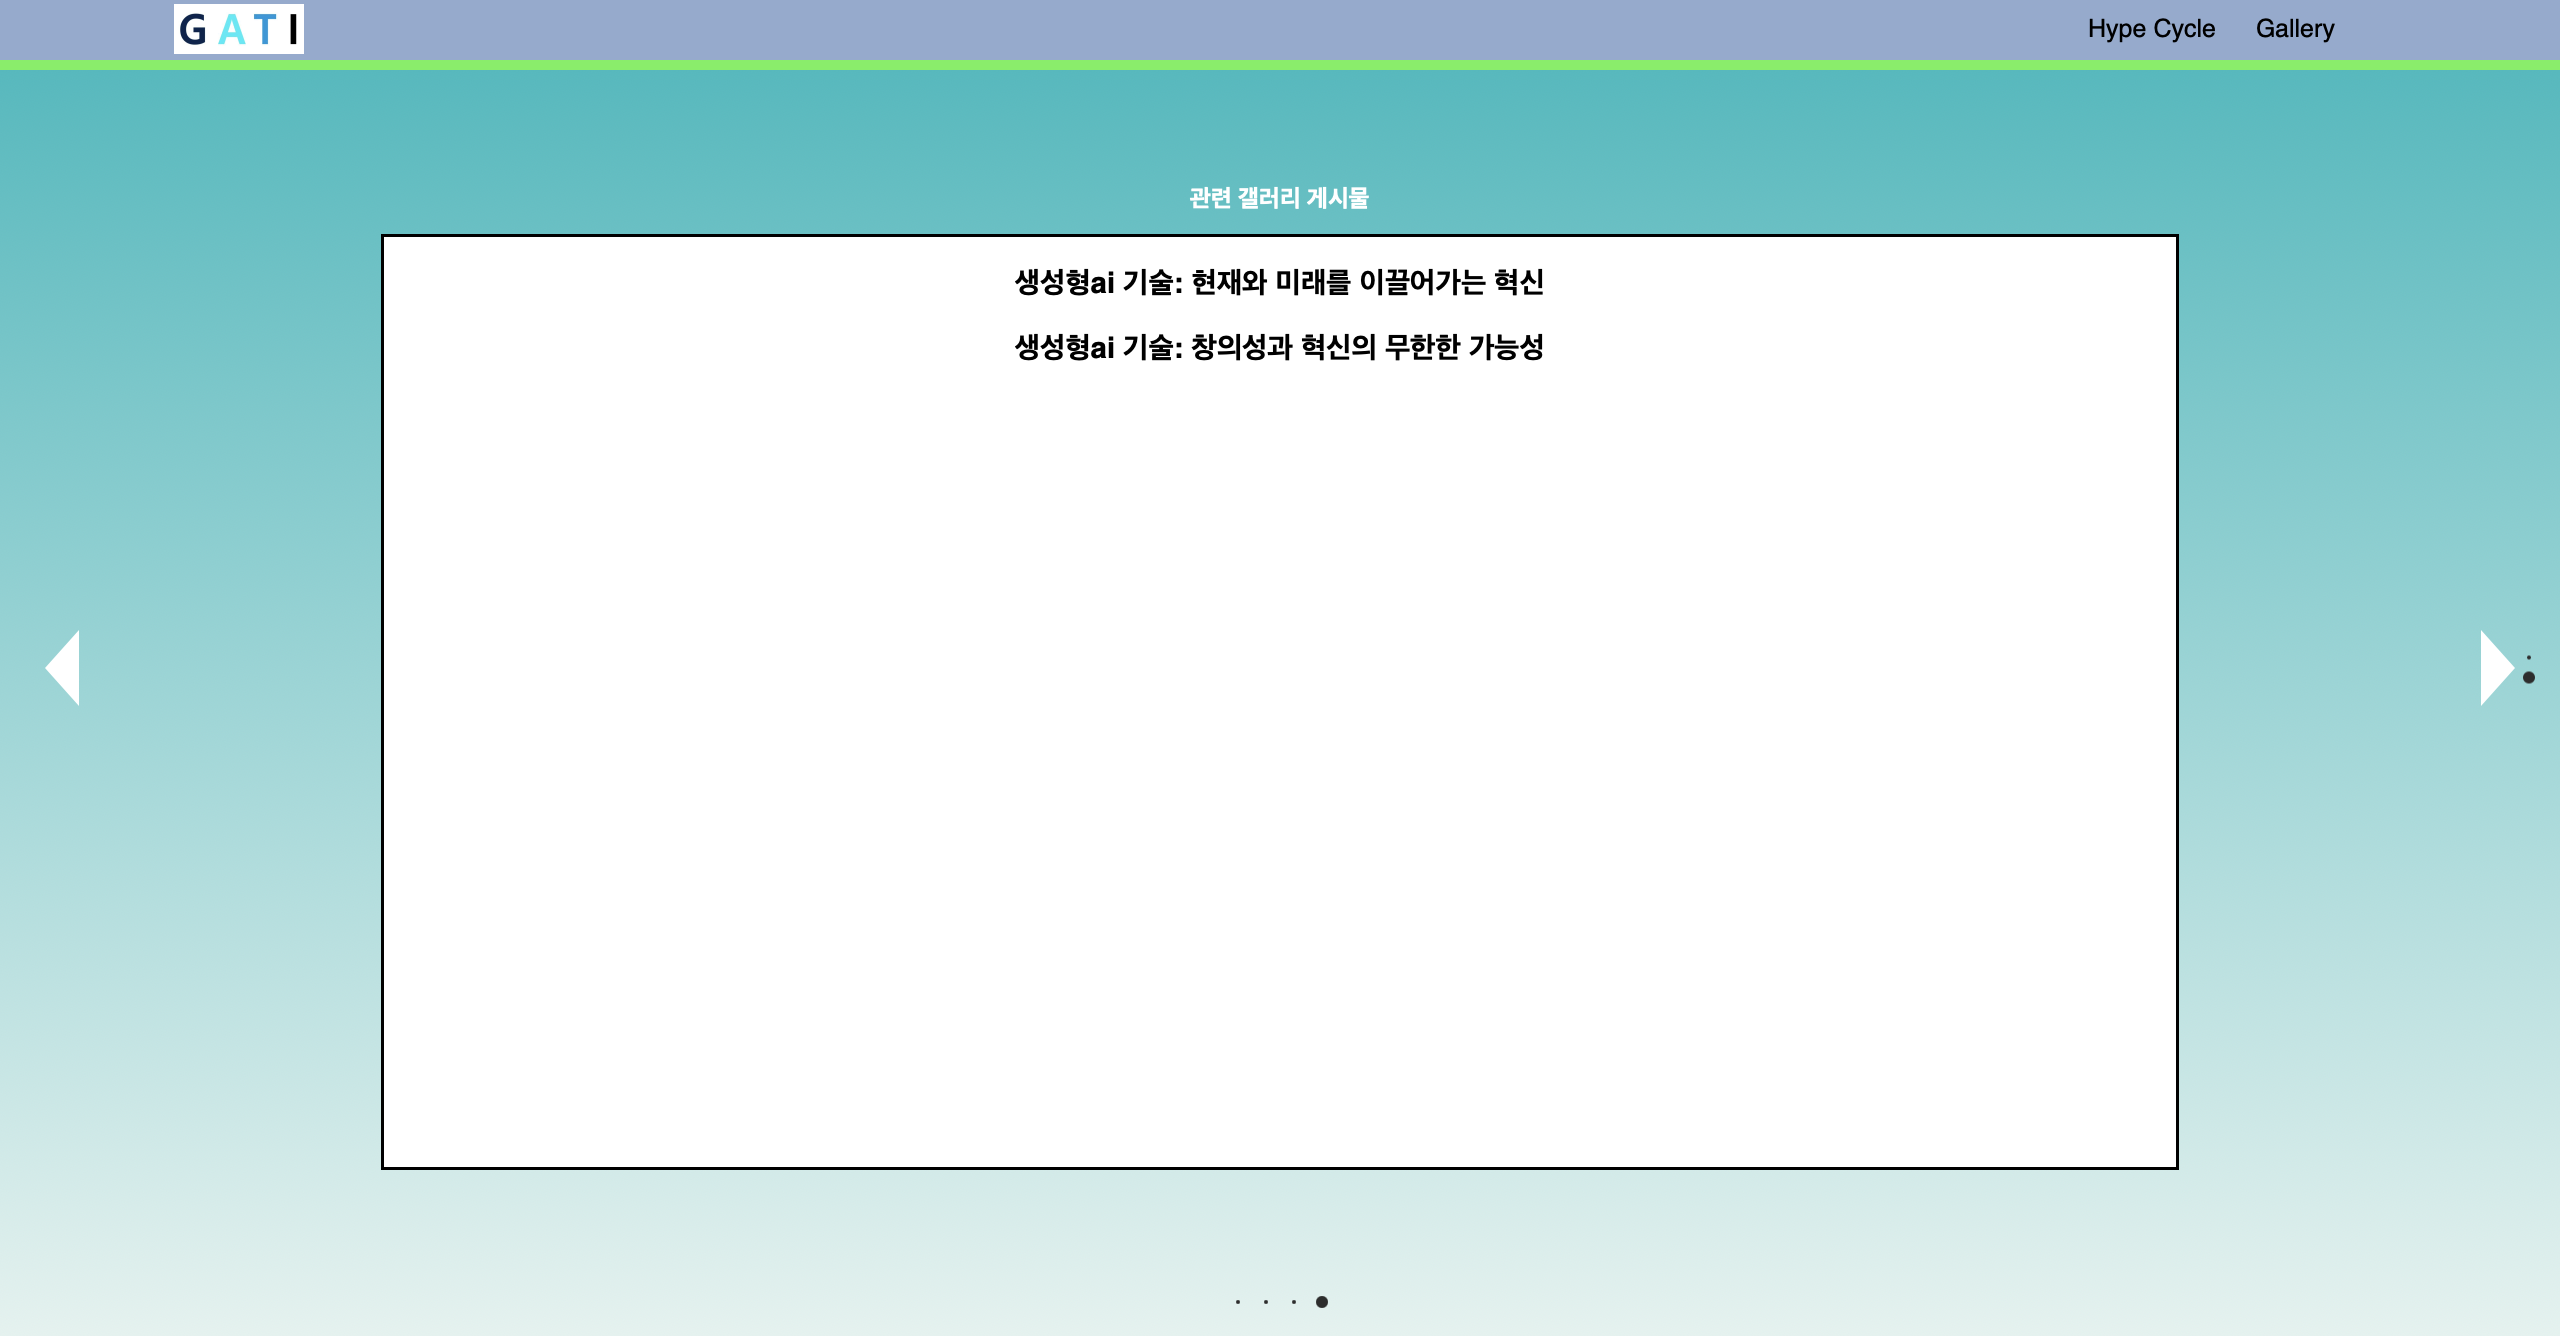 G A T I
Hype Cycle Gallery
관련 갤러리 게시물
생성형ai 기술: 현재와 미래를 이끌어가는 혁신
생성형ai 기술: 창의성과 혁신의 무한한 가능성